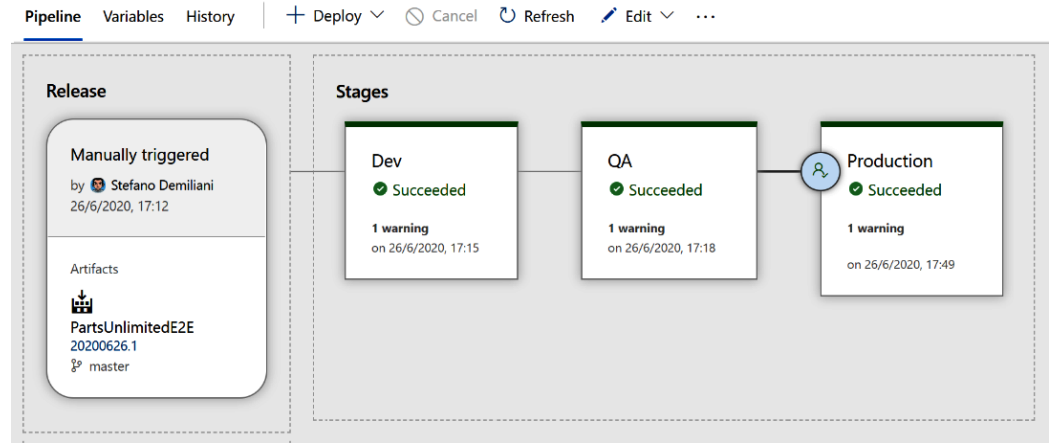 Pipeline Variables History + Deploy Cancel Refresh Edit ...
Release
Manually triggered
by Stefano Demiliani
26/6/2020, 17:12
Artifacts
PartsUnlimitedE2E
20200626.1
master
Stages
Dev
Succeeded
1 warning
on 26/6/2020, 17:15
QA
Succeeded
1 warning
on 26/6/2020, 17:18
Production
Succeeded
1 warning
on 26/6/2020, 17:49